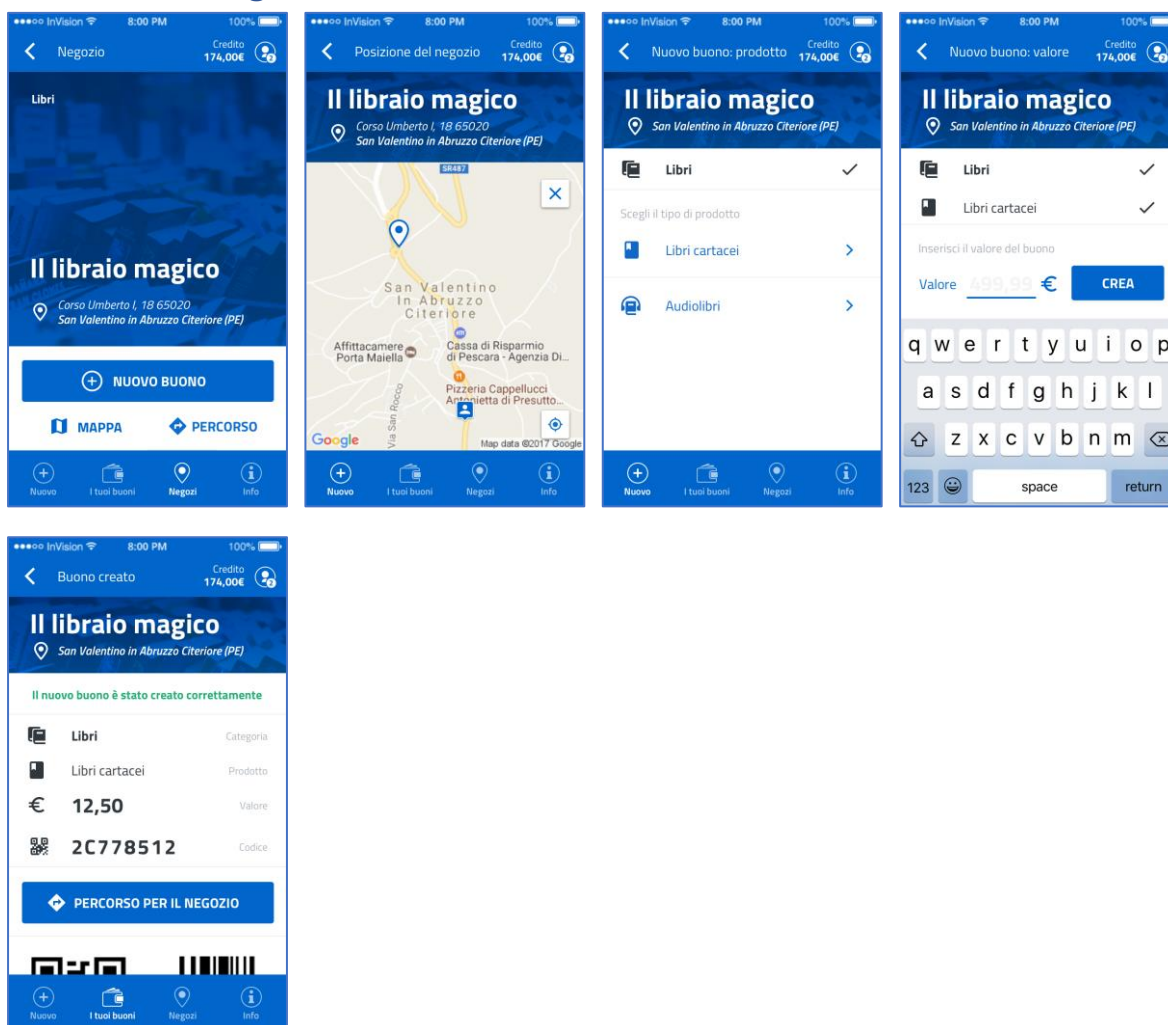 InVision 8:00 PM 100%
Negozio
Credito
174,00€
2
Libri
Il libraio magico
Corso Umberto I, 18 65020
San Valentino in Abruzzo Citeriore (PE)
NUOVO BUONO
MAPPA PERCORSO
Nuovo I tuoi buoni Negozi Info
InVision 8:00 PM 100%
Posizione del negozio
Credito
174,00€
2
Il libraio magico
Corso Umberto I, 18 65020
San Valentino in Abruzzo Citeriore (PE)
SR487
San Valentino
In Abruzzo
Citeriore
Affittacamere
Porta Maiella
Cassa di Risparmio
di Pescara - Agenzia Di...
Pizzeria Cappellucci
Antonietta di Presutto...
Via San Rocco
Google
Map data ©2017 Google
Nuovo I tuoi buoni Negozi Info
InVision 8:00 PM 100%
Nuovo buono: prodotto
Credito
174,00€
2
Il libraio magico
San Valentino in Abruzzo Citeriore (PE)
Libri
Scegli il tipo di prodotto
Libri cartacei
Audiolibri
Nuovo I tuoi buoni Negozi Info
InVision 8:00 PM 100%
Nuovo buono: valore
Credito
174,00€
2
Il libraio magico
San Valentino in Abruzzo Citeriore (PE)
Libri
Libri cartacei
Inserisci il valore del buono
Valore 499,99 € CREA
q w e r t y u i o p
a s d f g h j k l
z x c v b n m
123 space return
InVision 8:00 PM 100%
Buono creato
Credito
174,00€
2
Il libraio magico
San Valentino in Abruzzo Citeriore (PE)
Il nuovo buono è stato creato correttamente
Libri Categoria
Libri cartacei Prodotto
€ 12,50 Valore
2C778512 Codice
PERCORSO PER IL NEGOZIO
Nuovo I tuoi buoni Negozi Info